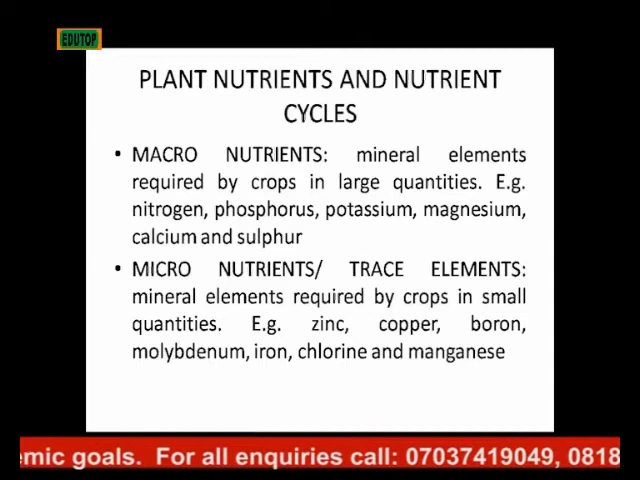 EDUTOP
PLANT NUTRIENTS AND NUTRIENT
CYCLES
• MACRO NUTRIENTS: mineral elements
required by crops in large quantities. E.g.
nitrogen, phosphorus, potassium, magnesium,
calcium and sulphur
• MICRO NUTRIENTS/ TRACE ELEMENTS:
mineral elements required by crops in small
quantities. E.g. zinc, copper, boron,
molybdenum, iron, chlorine and manganese
emic goals. For all enquiries call: 07037419049, 0818